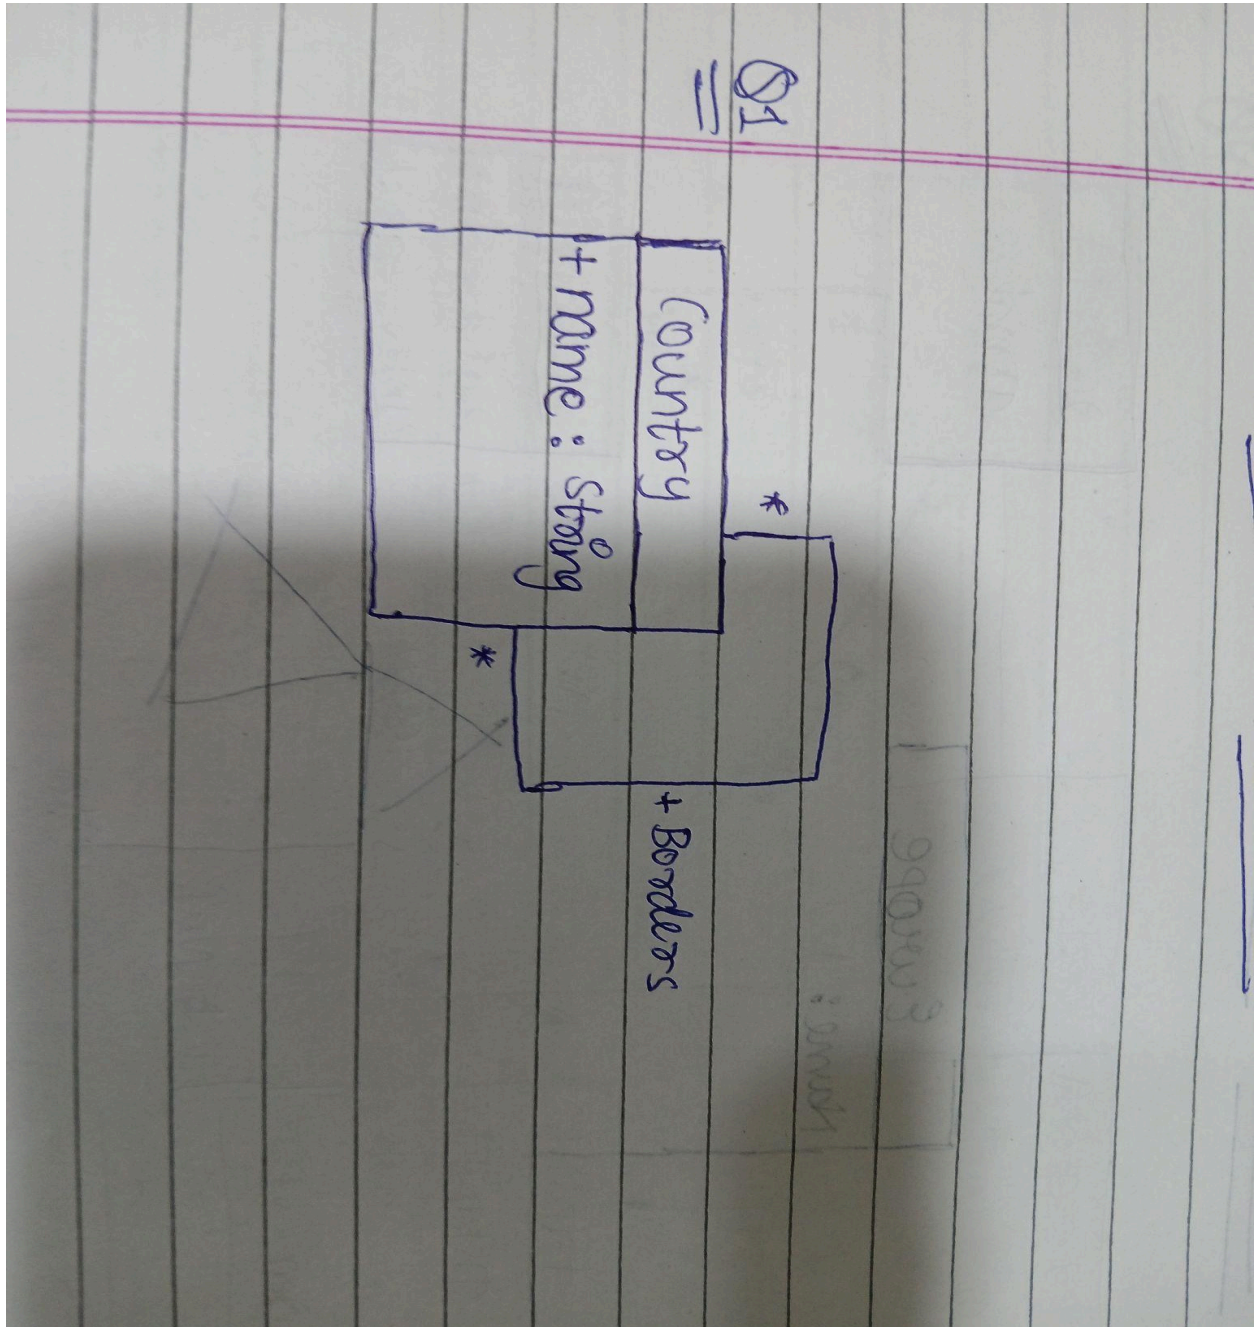 Q1
*
Country
+ name : String
+ Borders
*